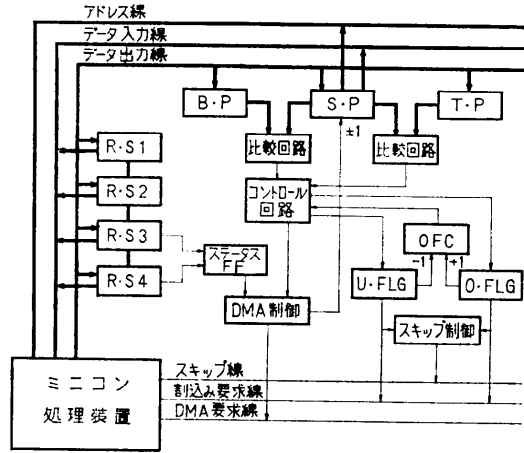 アドレス線
データ入力線
データ出力線
B・P
S・P
T・P
±1
比較回路
比較回路
R・S1
R・S2
R・S3
R・S4
コントロール
回路
ステータス
FF
OFC
-1
+1
U・FLG
O・FLG
DMA制御
スキップ制御
ミニコン
処理装置
スキップ線
割込み要求線
DMA要求線